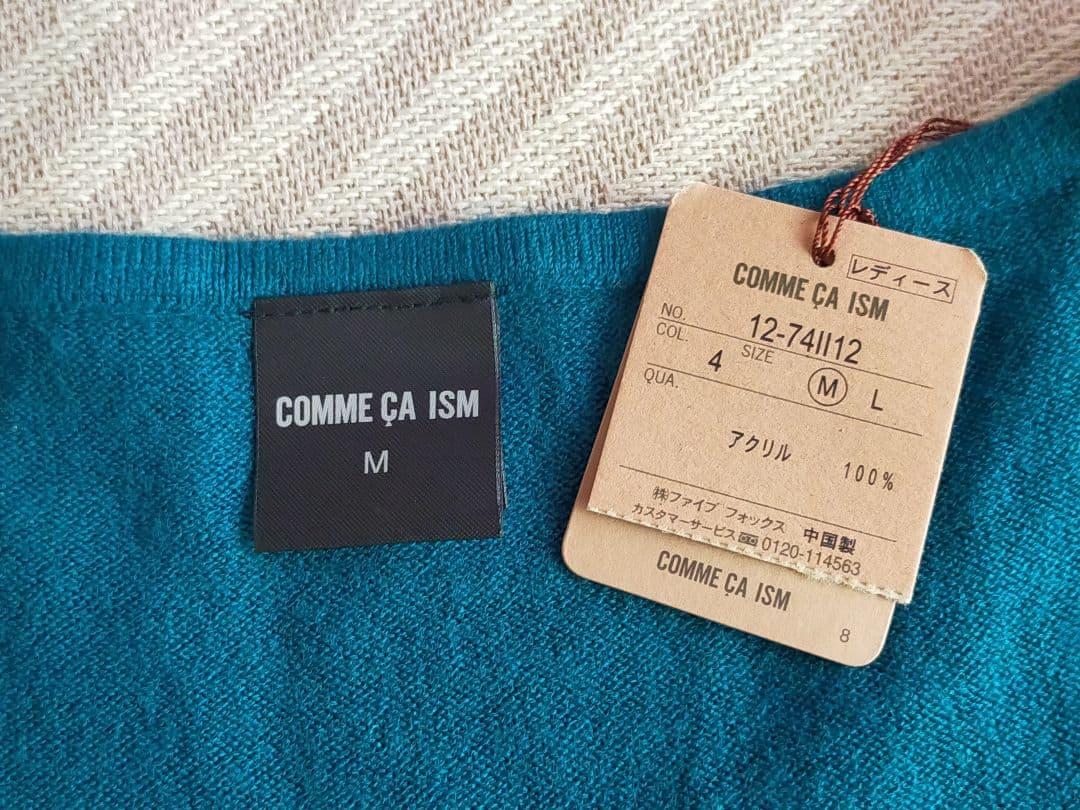 COMME ÇA ISM
M
レディース
COMME ÇA ISM
NO. 12-74II12
COL. 4 SIZE M L
QUA.
アクリル 100%
㈱ファイブ フォックス 中国製
カスタマーサービス 0120-114563
COMME ÇA ISM
8